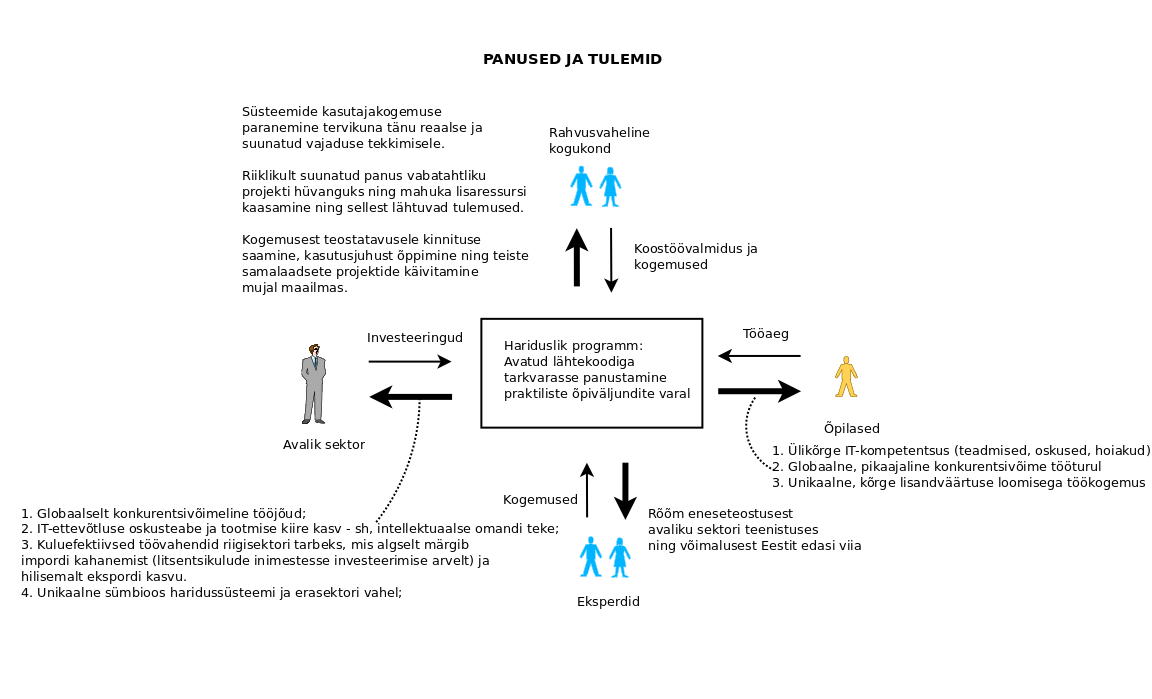 PANUSED JA TULEMID
Süsteemide kasutajakogemuse
paranemine tervikuna tänu reaalse ja
suunatud vajaduse tekkimisele.
Riiklikult suunatud panus vabatahtliku
projekti hüvanguks ning mahuka lisaressursi
kaasamine ning sellest lähtuvad tulemused.
Kogemusest teostatavusele kinnituse
saamine, kasutusjuhust õppimine ning teiste
samalaadsete projektide käivitamine
mujal maailmas.
Rahvusvaheline
kogukond
Koostöövalmidus ja
kogemused
Investeeringud
Avalik sektor
Hariduslik programm:
Avatud lähtekoodiga
tarkvarasse panustamine
praktiliste õpiväljundite varal
Tööaeg
Õpilased
1. Ülikõrge IT-kompetentsus (teadmised, oskused, hoiakud)
2. Globaalne, pikaajaline konkurentsivõime tööturul
3. Unikaalne, kõrge lisandväärtuse loomisega töökogemus
1. Globaalselt konkurentsivõimeline tööjõud;
2. IT-ettevõtluse oskusteabe ja tootmise kiire kasv - sh, intellektuaalse omandi teke;
3. Kuluefektiivsed töövahendid riigisektori tarbeks, mis algselt märgib
impordi kahanemist (litsentsikulude inimestesse investeerimise arvelt) ja
hilisemalt ekspordi kasvu.
4. Unikaalne sümbioos haridussüsteemi ja erasektori vahel;
Kogemused
Rõõm eneseteostusest
avaliku sektori teenistuses
ning võimalusest Eestit edasi viia
Eksperdid